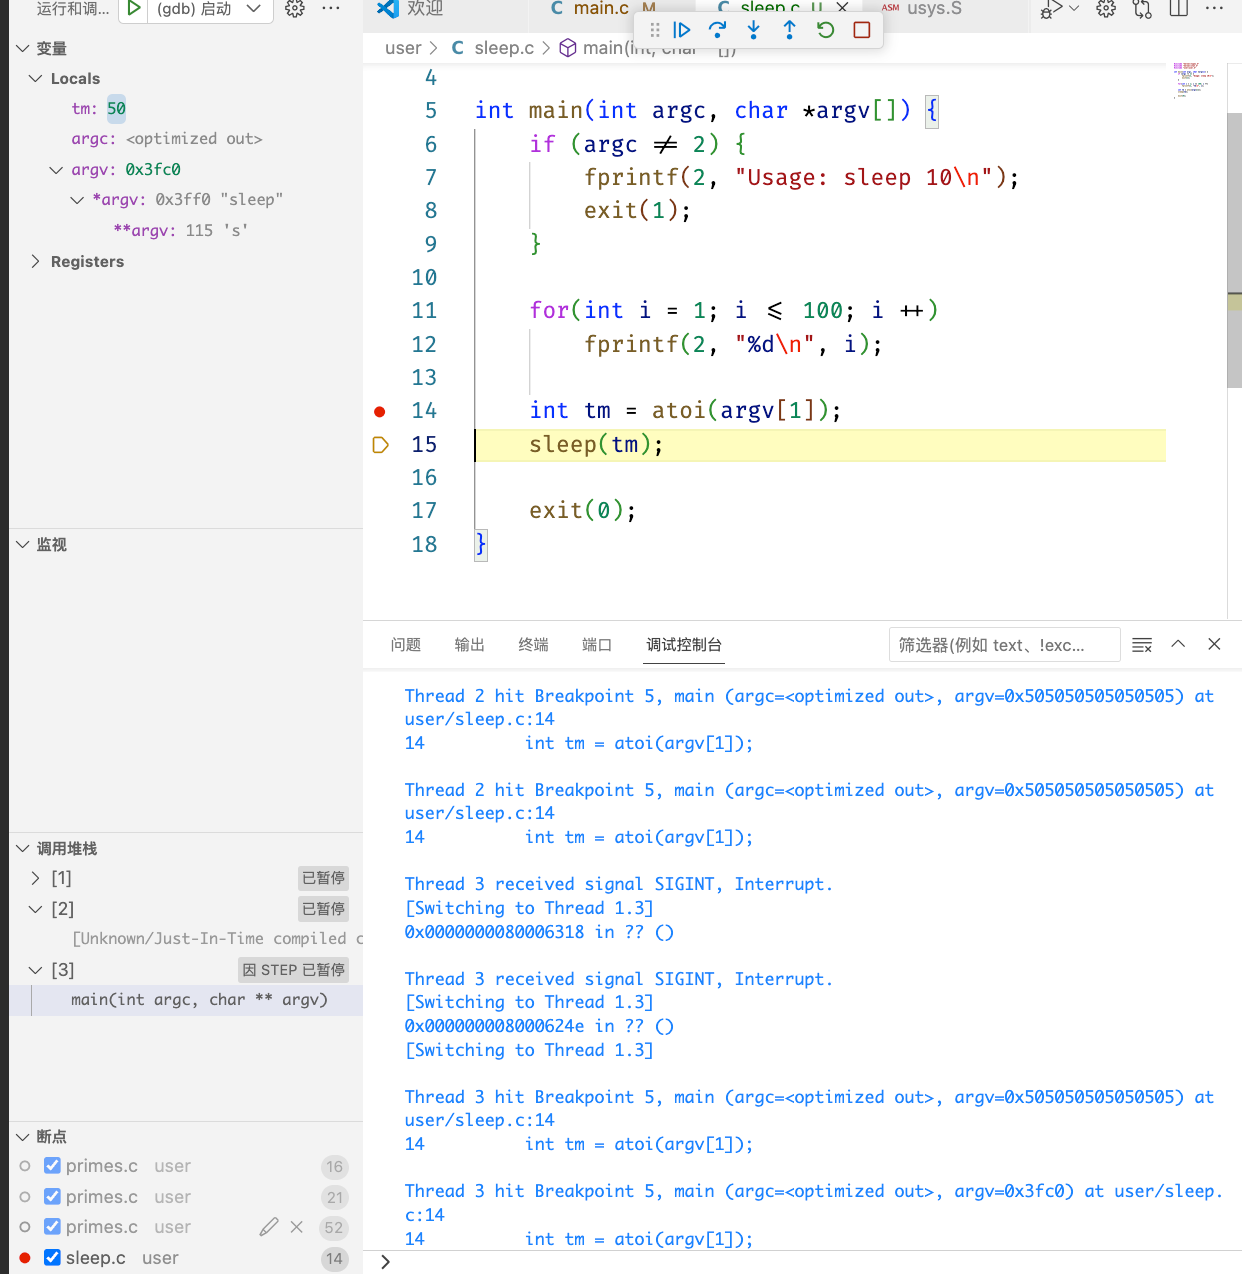 运行和调...
(gdb) 启动
变量
Locals
tm: 50
argc: <optimized out>
argv: 0x3fc0
*argv: 0x3ff0 "sleep"
**argv: 115 's'
Registers
监视
调用堆栈
[1] 已暂停
[2] 已暂停
[Unknown/Just-In-Time compiled c
[3] 因 STEP 已暂停
main(int argc, char ** argv)
断点
primes.c user 16
primes.c user 21
primes.c user 52
sleep.c user 14
欢迎
C main.c M
C sleep.c U
ASM usys.S
user > C sleep.c > main(int, char *[])
4
5 int main(int argc, char *argv[]) {
6 if (argc != 2) {
7 fprintf(2, "Usage: sleep 10\n");
8 exit(1);
9 }
10
11 for(int i = 1; i <= 100; i ++)
12 fprintf(2, "%d\n", i);
13
14 int tm = atoi(argv[1]);
15 sleep(tm);
16
17 exit(0);
18 }
问题 输出 终端 端口 调试控制台
筛选器(例如 text、!exc...
Thread 2 hit Breakpoint 5, main (argc=<optimized out>, argv=0x505050505050505) at
user/sleep.c:14
14 int tm = atoi(argv[1]);
Thread 2 hit Breakpoint 5, main (argc=<optimized out>, argv=0x505050505050505) at
user/sleep.c:14
14 int tm = atoi(argv[1]);
Thread 3 received signal SIGINT, Interrupt.
[Switching to Thread 1.3]
0x0000000080006318 in ?? ()
Thread 3 received signal SIGINT, Interrupt.
[Switching to Thread 1.3]
0x000000008000624e in ?? ()
[Switching to Thread 1.3]
Thread 3 hit Breakpoint 5, main (argc=<optimized out>, argv=0x505050505050505) at
user/sleep.c:14
14 int tm = atoi(argv[1]);
Thread 3 hit Breakpoint 5, main (argc=<optimized out>, argv=0x3fc0) at user/sleep.
c:14
14 int tm = atoi(argv[1]);